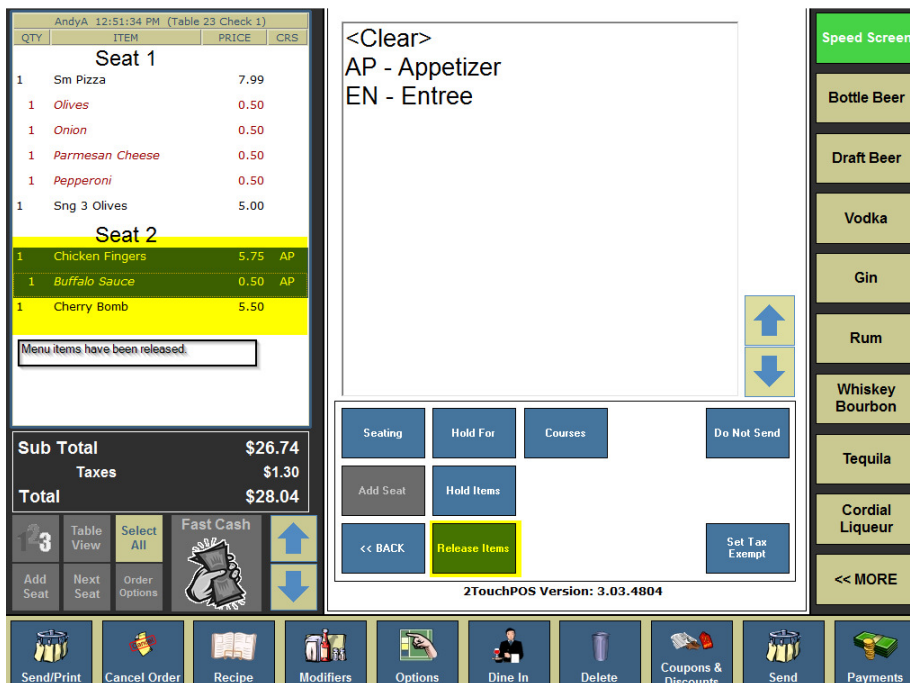 AndyA 12:51:34 PM (Table 23 Check 1)
QTY ITEM PRICE CRS
Seat 1
1 Sm Pizza 7.99
1 Olives 0.50
1 Onion 0.50
1 Parmesan Cheese 0.50
1 Pepperoni 0.50
1 Sng 3 Olives 5.00
Seat 2
1 Chicken Fingers 5.75 AP
1 Buffalo Sauce 0.50 AP
1 Cherry Bomb 5.50
Menu items have been released.
Sub Total $26.74
Taxes $1.30
Total $28.04
123
Table
View
Select
All
Fast Cash
Add
Seat
Next
Seat
Order
Options
<Clear>
AP - Appetizer
EN - Entree
Seating
Hold For
Courses
Do Not Send
Add Seat
Hold Items
<< BACK
Release Items
Set Tax
Exempt
2TouchPOS Version: 3.03.4804
Speed Screen
Bottle Beer
Draft Beer
Vodka
Gin
Rum
Whiskey
Bourbon
Tequila
Cordial
Liqueur
<< MORE
Send/Print
Cancel Order
Recipe
Modifiers
Options
Dine In
Delete
Coupons &
Discounts
Send
Payments